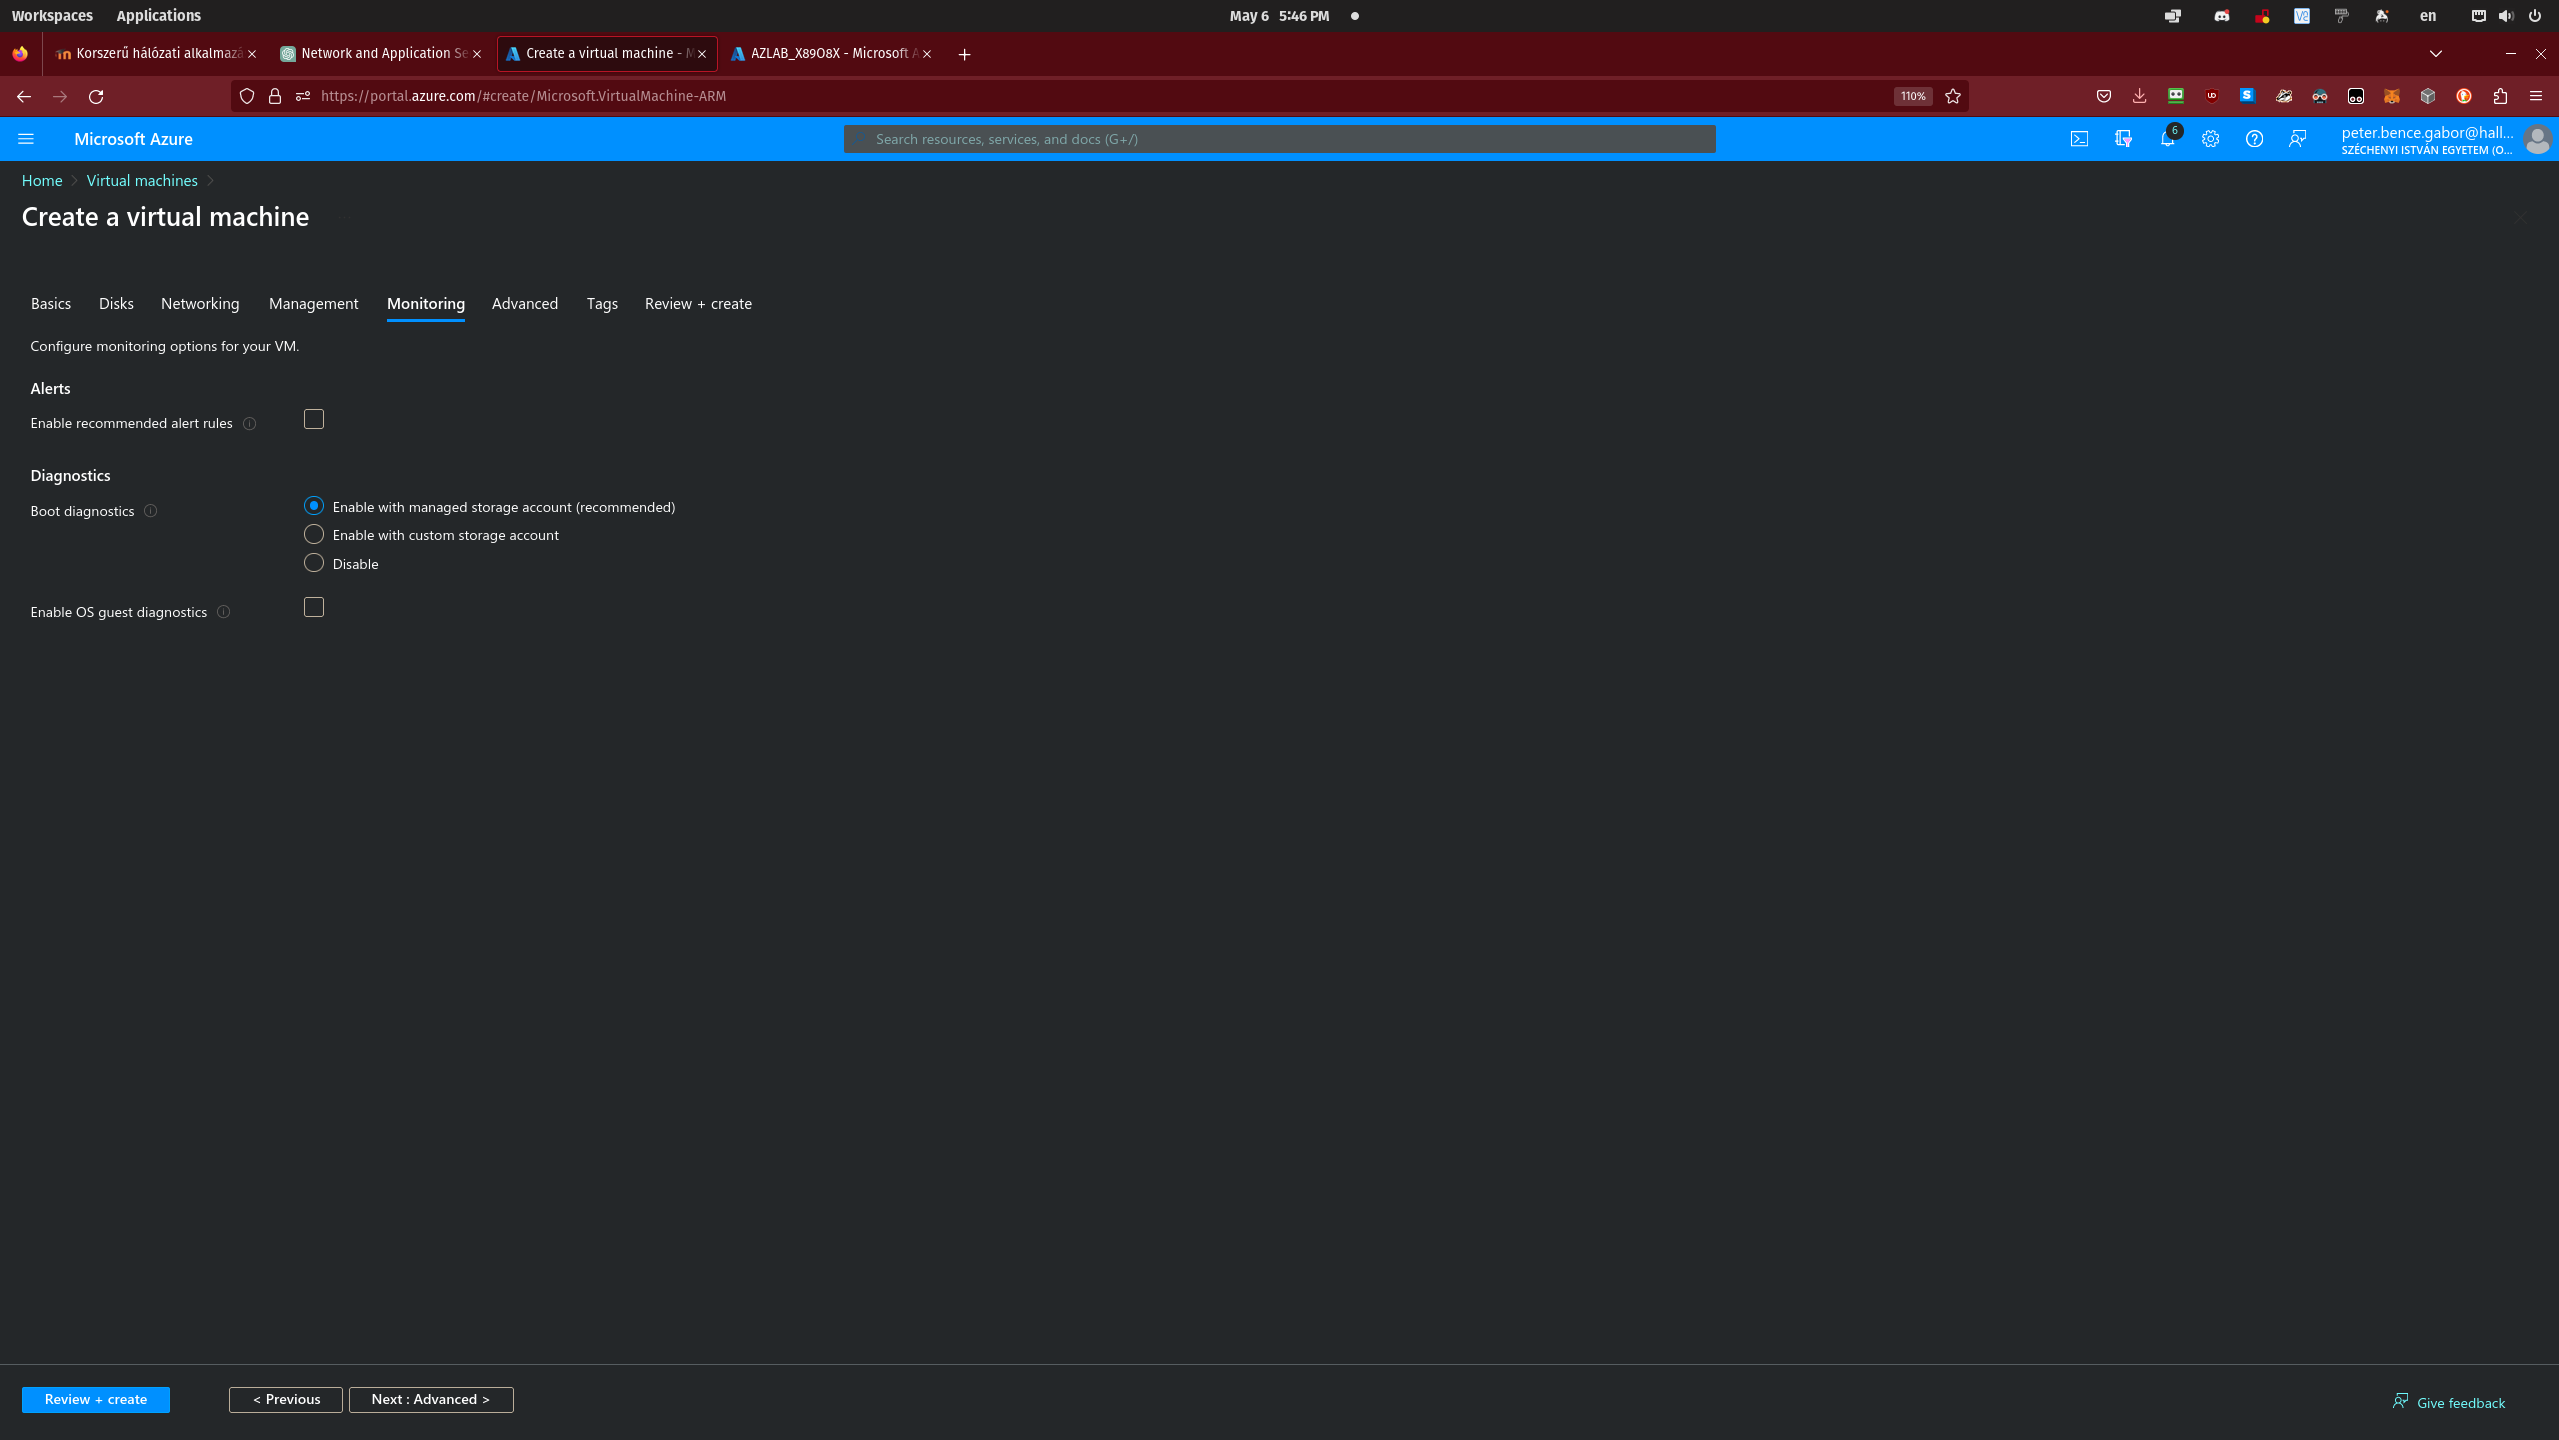 Workspaces Applications May 6 5:46 PM en
Korszerű hálózati alkalmazá Network and Application Se Create a virtual machine - M AZLAB_X89O8X - Microsoft A
https://portal.azure.com/#create/Microsoft.VirtualMachine-ARM 110%
Microsoft Azure Search resources, services, and docs (G+/) 6 peter.bence.gabor@hall...
SZÉCHENYI ISTVÁN EGYETEM (O...
Home > Virtual machines >
Create a virtual machine ...
Basics Disks Networking Management Monitoring Advanced Tags Review + create
Configure monitoring options for your VM.
Alerts
Enable recommended alert rules
Diagnostics
Boot diagnostics Enable with managed storage account (recommended)
Enable with custom storage account
Disable
Enable OS guest diagnostics
Review + create < Previous Next : Advanced > Give feedback